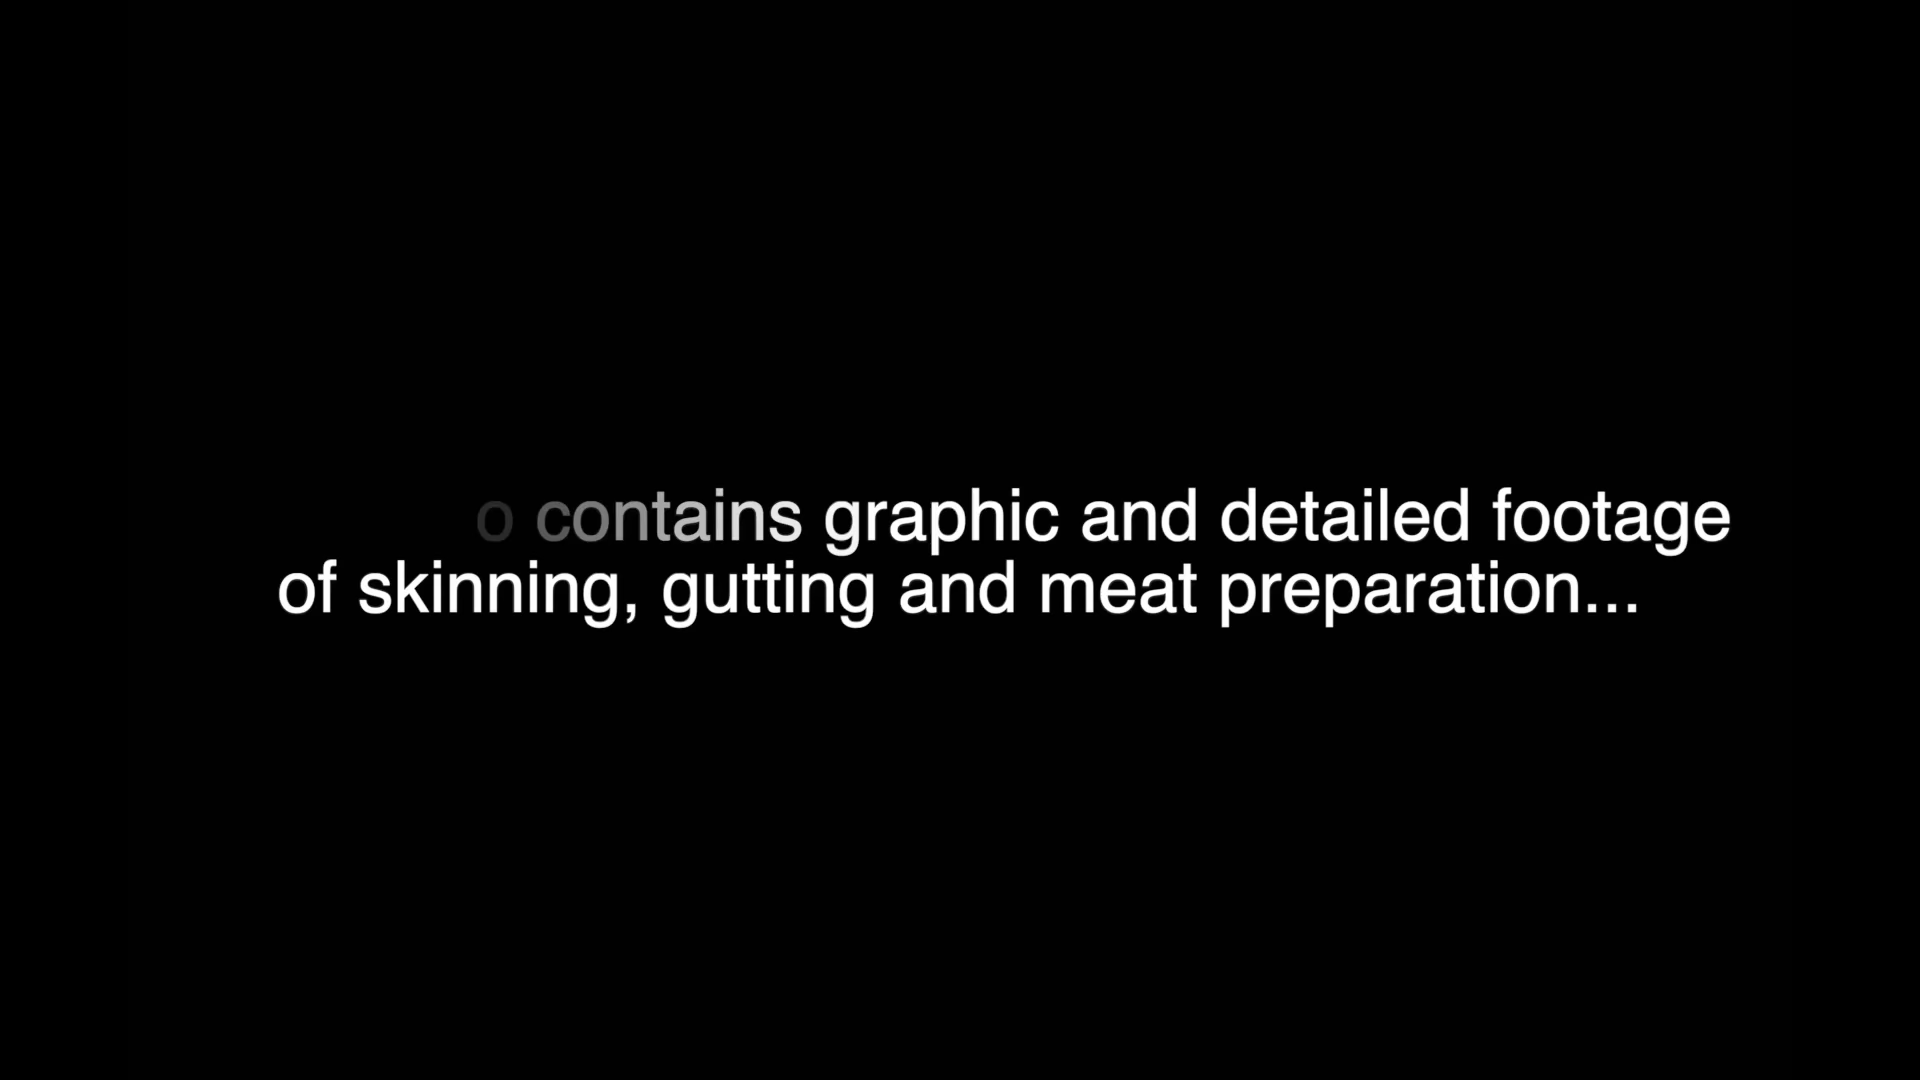 o contains graphic and detailed footage
of skinning, gutting and meat preparation...